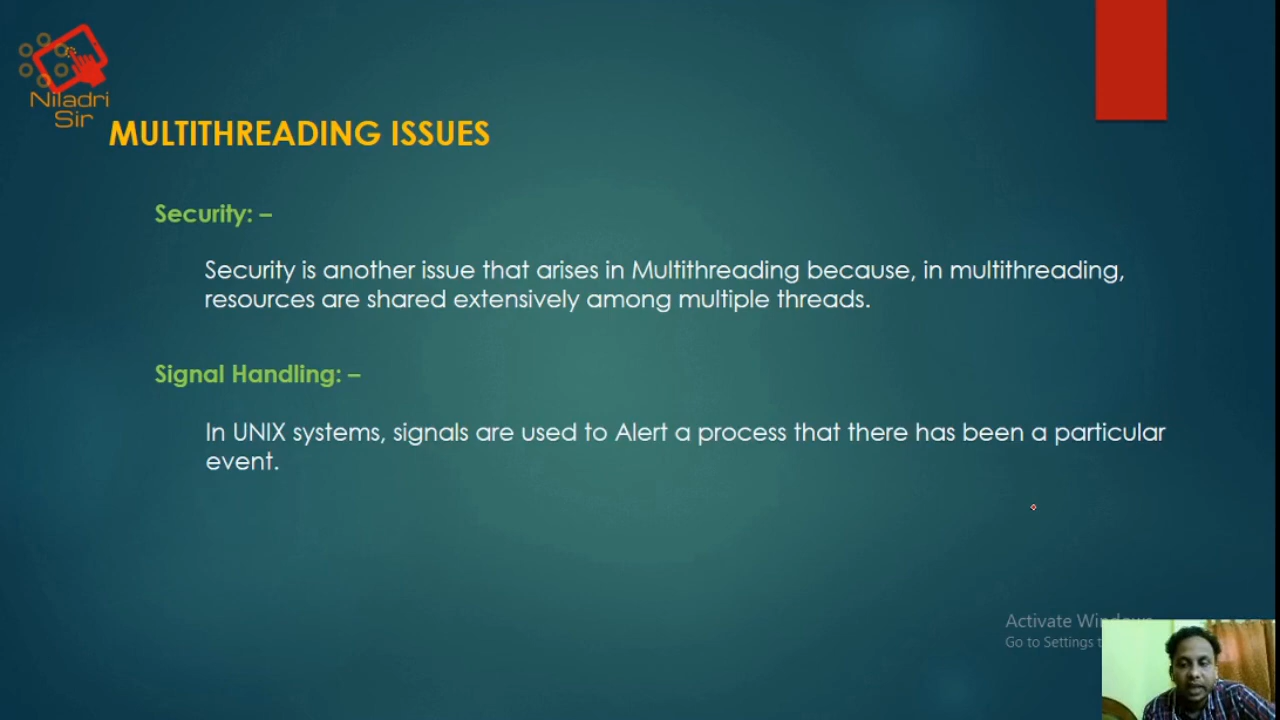 Niladri
Sir
MULTITHREADING ISSUES
Security: –
Security is another issue that arises in Multithreading because, in multithreading,
resources are shared extensively among multiple threads.
Signal Handling: –
In UNIX systems, signals are used to Alert a process that there has been a particular
event.
Activate Windows
Go to Settings